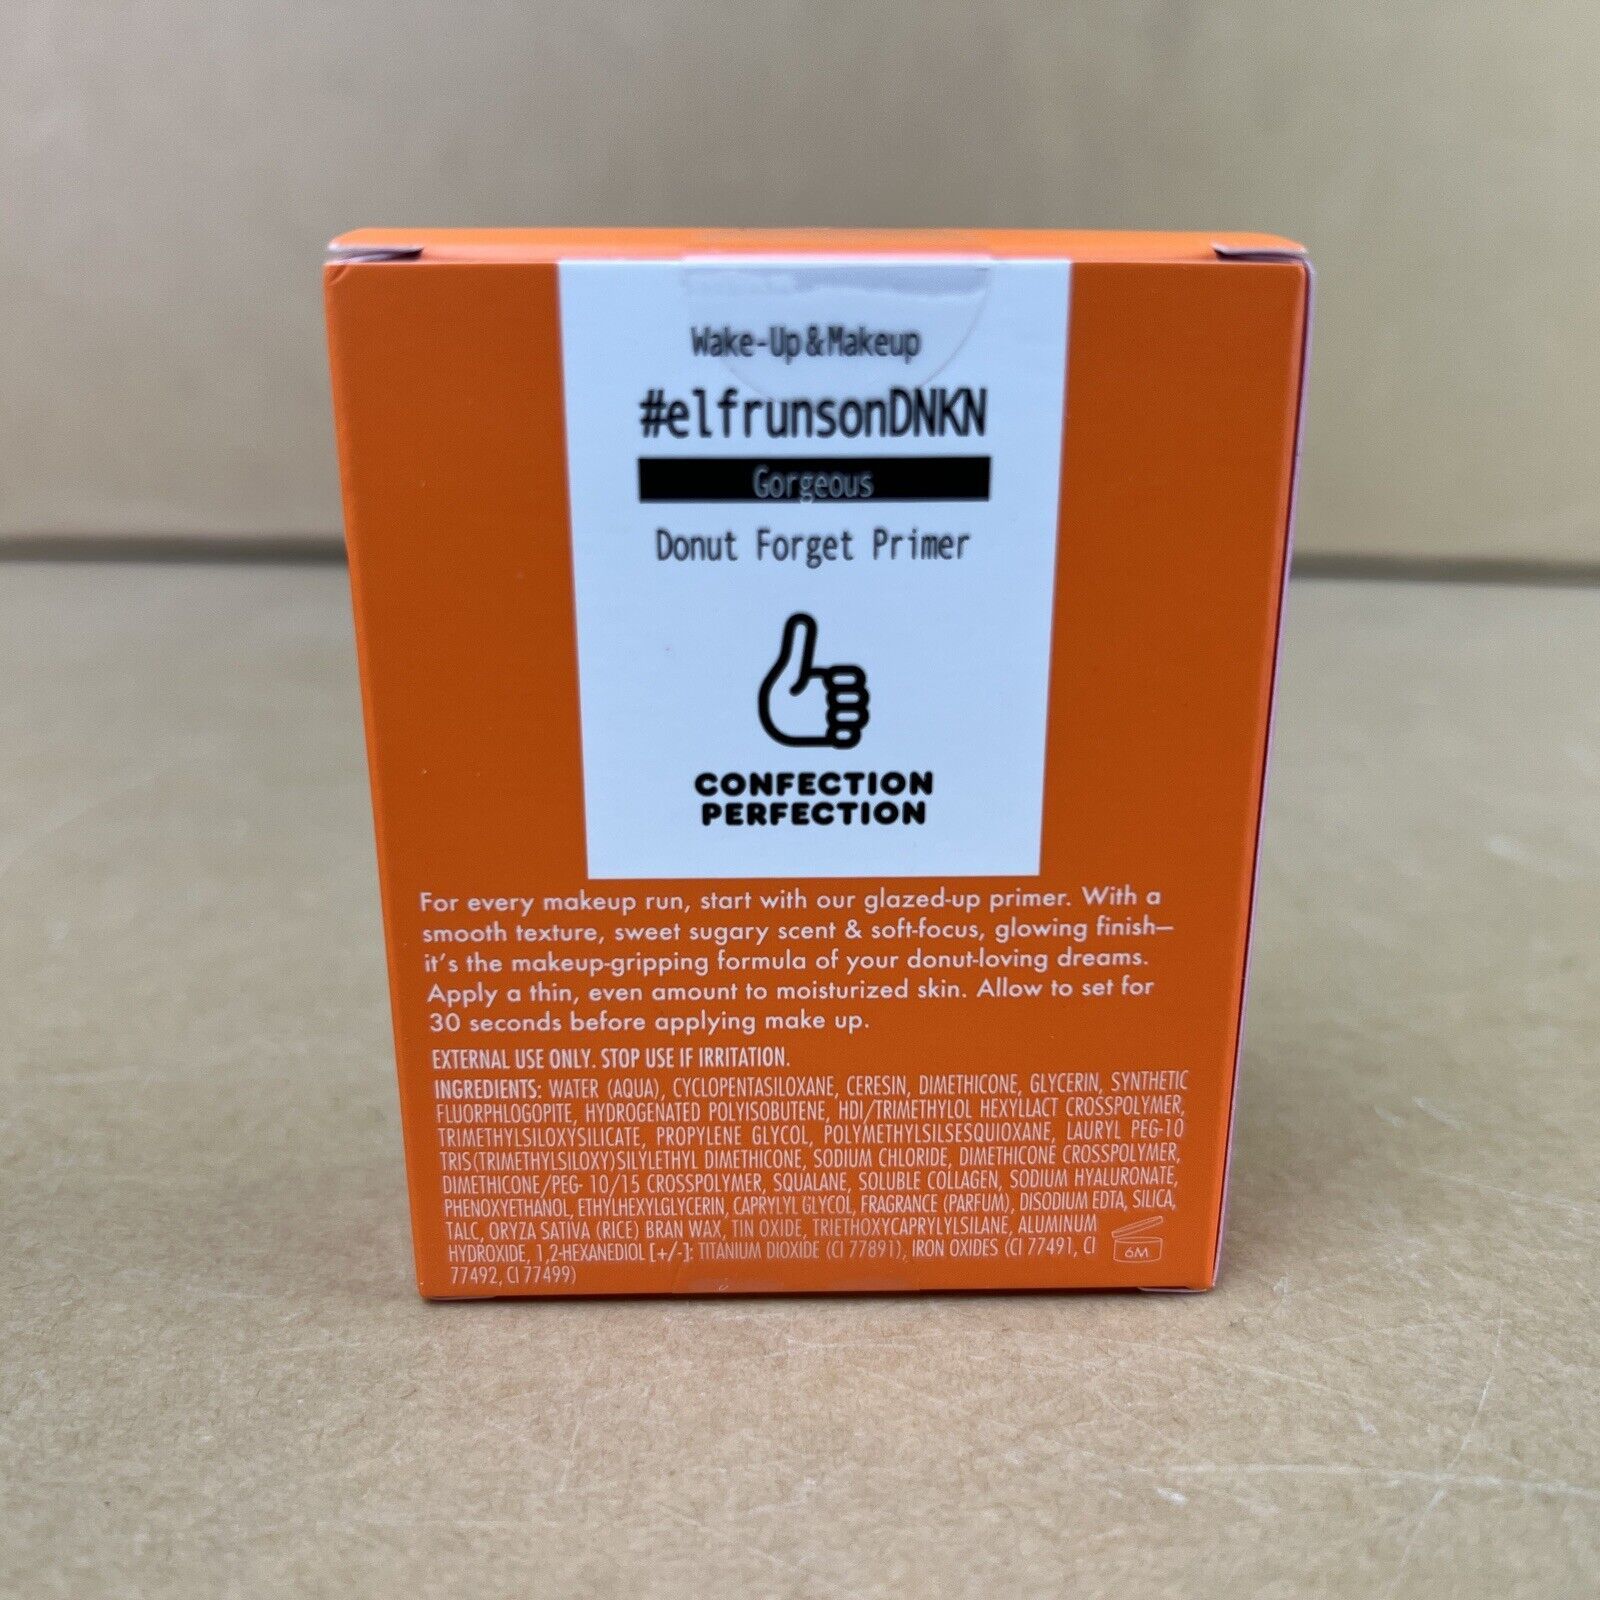 Wake-Up & Makeup
#elfrunsonDNKN
Gorgeous
Donut Forget Primer
CONFECTION
PERFECTION
For every makeup run, start with our glazed-up primer. With a
smooth texture, sweet sugary scent & soft-focus, glowing finish—
it's the makeup-gripping formula of your donut-loving dreams.
Apply a thin, even amount to moisturized skin. Allow to set for
30 seconds before applying make up.
EXTERNAL USE ONLY. STOP USE IF IRRITATION.
INGREDIENTS: WATER (AQUA), CYCLOPENTASILOXANE, CERESIN, DIMETHICONE, GLYCERIN, SYNTHETIC
FLUORPHLOGOPITE, HYDROGENATED POLYISOBUTENE, HDI/TRIMETHYLOL HEXYLLACT CROSSPOLYMER,
TRIMETHYLSILOXYSILICATE, PROPYLENE GLYCOL, POLYMETHYLSILSESQUIOXANE, LAURYL PEG-10
TRIS(TRIMETHYLSILOXY)SILYLETHYL DIMETHICONE, SODIUM CHLORIDE, DIMETHICONE CROSSPOLYMER,
DIMETHICONE/PEG- 10/15 CROSSPOLYMER, SQUALANE, SOLUBLE COLLAGEN, SODIUM HYALURONATE,
PHENOXYETHANOL, ETHYLHEXYLGLYCERIN, CAPRYLYL GLYCOL, FRAGRANCE (PARFUM), DISODIUM EDTA, SILICA,
TALC, ORYZA SATIVA (RICE) BRAN WAX, TIN OXIDE, TRIETHOXYCAPRYLYLSILANE, ALUMINUM
HYDROXIDE, 1,2-HEXANEDIOL [+/-]: TITANIUM DIOXIDE (CI 77891), IRON OXIDES (CI 77491, CI
77492, CI 77499)
6M